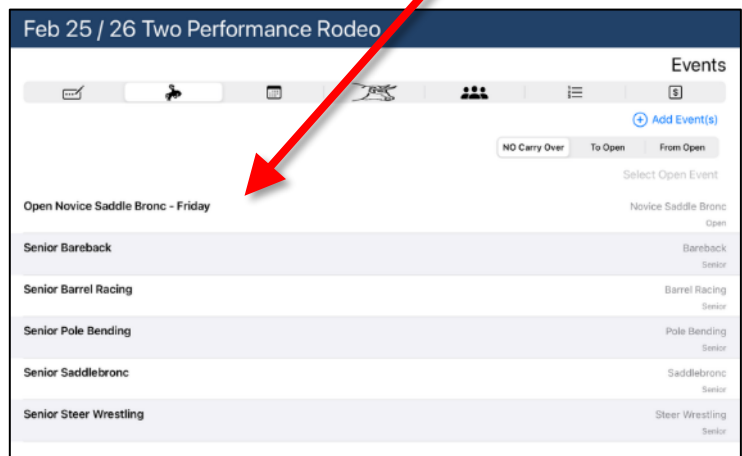 Feb 25 / 26 Two Performance Rodeo
Events
Add Event(s)
NO Carry Over To Open From Open
Select Open Event
Open Novice Saddle Bronc - Friday Novice Saddle Bronc
Open
Senior Bareback Bareback
Senior
Senior Barrel Racing Barrel Racing
Senior
Senior Pole Bending Pole Bending
Senior
Senior Saddlebronc Saddlebronc
Senior
Senior Steer Wrestling Steer Wrestling
Senior